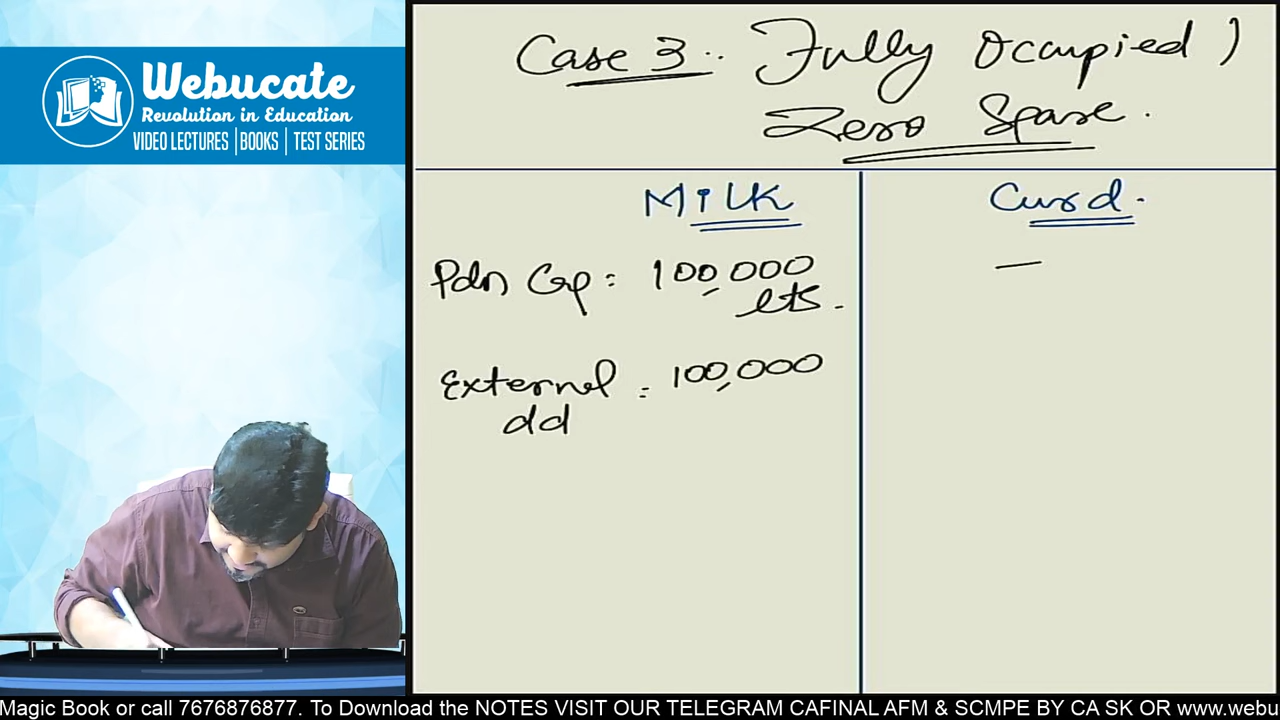 Webucate
Revolution in Education
VIDEO LECTURES | BOOKS | TEST SERIES
Case 3 : Fully Ocupied )
Zero Spare.
Milk
Curd.
Pdn Cap = 100,000
lts.
—
External = 100,000
dd
Magic Book or call 7676876877. To Download the NOTES VISIT OUR TELEGRAM CAFINAL AFM & SCMPE BY CA SK OR www.webu